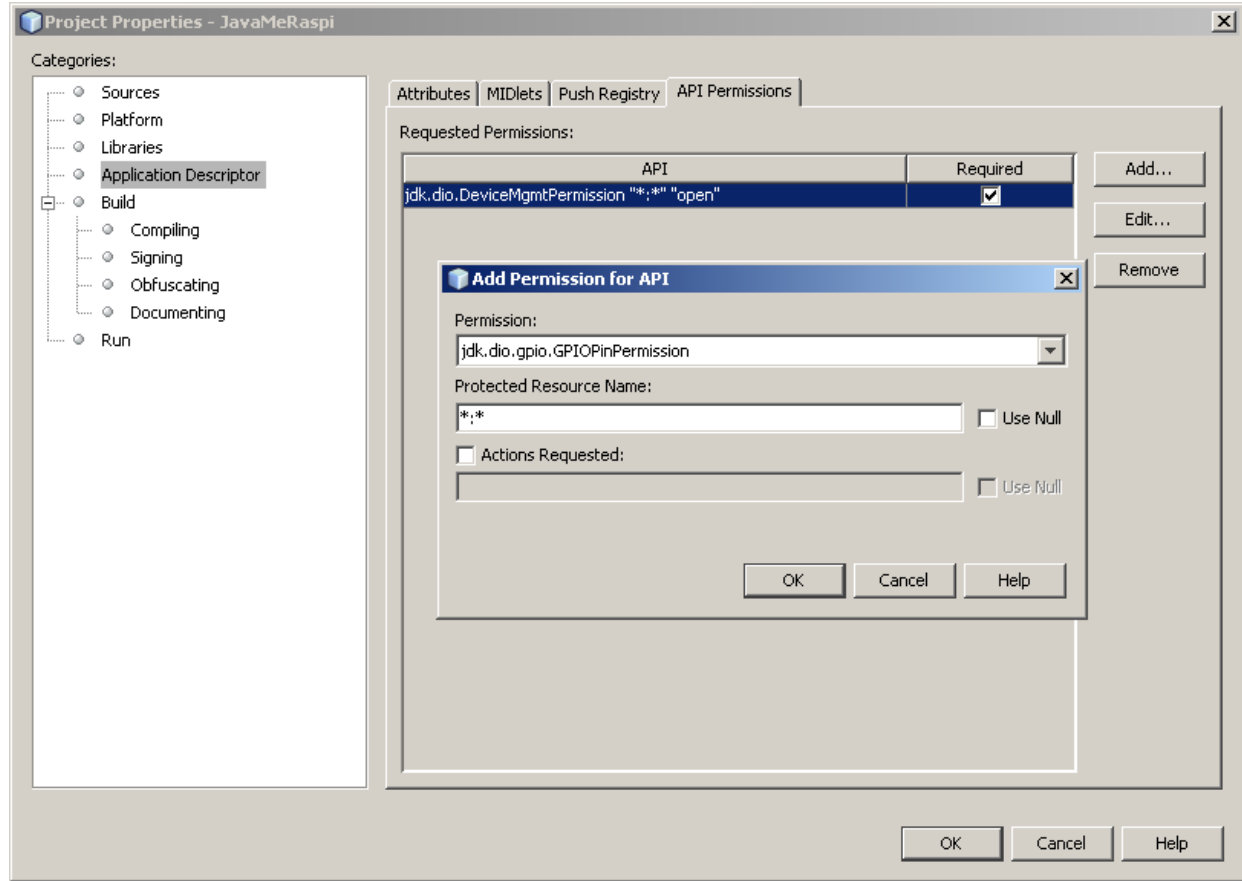 Project Properties - JavaMeRaspi
Categories:
Sources
Platform
Libraries
Application Descriptor
Build
Compiling
Signing
Obfuscating
Documenting
Run
Attributes MIDlets Push Registry API Permissions
Requested Permissions:
API Required
jdk.dio.DeviceMgmtPermission "*:*" "open"
Add...
Edit...
Remove
Add Permission for API
Permission:
jdk.dio.gpio.GPIOPinPermission
Protected Resource Name:
*:*
Use Null
Actions Requested:
Use Null
OK Cancel Help
OK Cancel Help